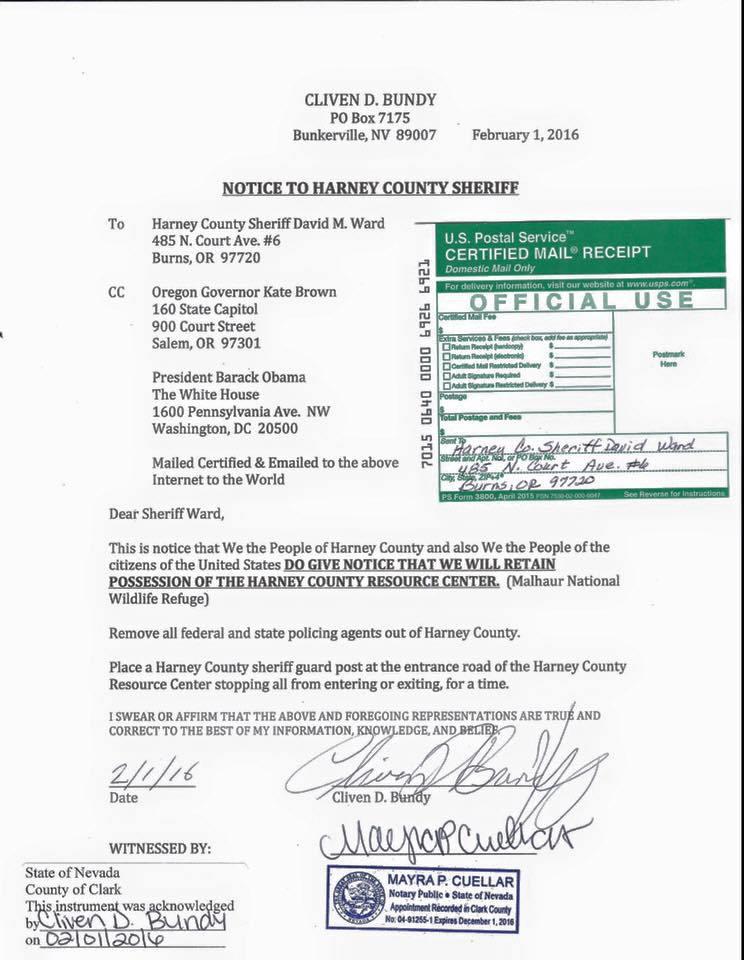 CLIVEN D. BUNDY
PO Box 7175
Bunkerville, NV 89007 February 1, 2016
NOTICE TO HARNEY COUNTY SHERIFF
To Harney County Sheriff David M. Ward
485 N. Court Ave. #6
Burns, OR 97720
CC Oregon Governor Kate Brown
160 State Capitol
900 Court Street
Salem, OR 97301
President Barack Obama
The White House
1600 Pennsylvania Ave. NW
Washington, DC 20500
Mailed Certified & Emailed to the above
Internet to the World
7015 0640 0000 6926 6921
U.S. Postal Service™
CERTIFIED MAIL® RECEIPT
Domestic Mail Only
For delivery information, visit our website at www.usps.com®.
OFFICIAL USE
Certified Mail Fee
$
Extra Services & Fees (check box, add fee as appropriate)
Return Receipt (hardcopy) $
Return Receipt (electronic) $
Certified Mail Restricted Delivery $
Adult Signature Required $
Adult Signature Restricted Delivery $
Postmark
Here
Postage
$
Total Postage and Fees
$
Sent To
Harney Co. Sheriff David Ward
Street and Apt. No., or PO Box No.
485 N. Court Ave. #6
City, State, ZIP+4®
Burns, OR 97720
PS Form 3800, April 2015 PSN 7530-02-000-9047 See Reverse for Instructions
Dear Sheriff Ward,
This is notice that We the People of Harney County and also We the People of the
citizens of the United States DO GIVE NOTICE THAT WE WILL RETAIN
POSSESSION OF THE HARNEY COUNTY RESOURCE CENTER. (Malhaur National
Wildlife Refuge)
Remove all federal and state policing agents out of Harney County.
Place a Harney County sheriff guard post at the entrance road of the Harney County
Resource Center stopping all from entering or exiting, for a time.
I SWEAR OR AFFIRM THAT THE ABOVE AND FOREGOING REPRESENTATIONS ARE TRUE AND
CORRECT TO THE BEST OF MY INFORMATION, KNOWLEDGE, AND BELIEF.
2/1/16 Cliven D Bundy
Date Cliven D. Bundy
WITNESSED BY: Mayra P Cuellar
State of Nevada
County of Clark
This instrument was acknowledged
by Cliven D. Bundy
on 02/01/2016
MAYRA P. CUELLAR
Notary Public • State of Nevada
Appointment Recorded in Clark County
No: 04-91255-1 Expires December 1, 2016